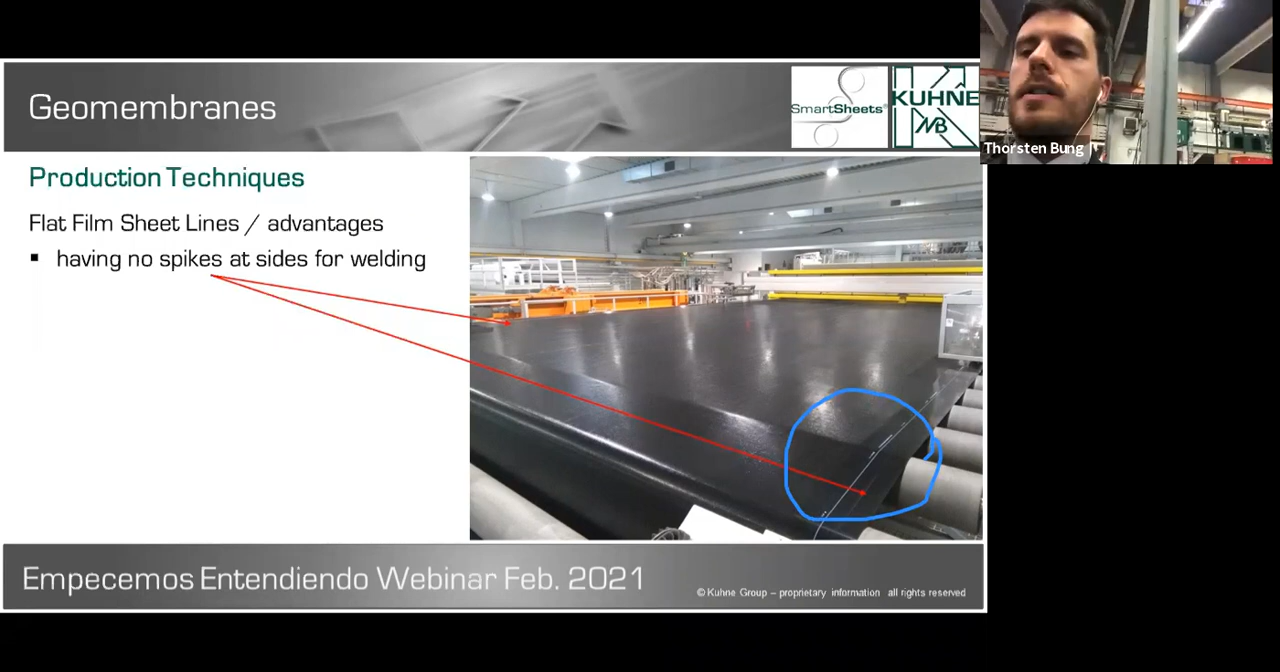 Geomembranes
SmartSheets®
KUHNE
NB
Thorsten Bung
Production Techniques
Flat Film Sheet Lines / advantages
▪ having no spikes at sides for welding
Empecemos Entendiendo Webinar Feb. 2021
© Kuhne Group – proprietary information all rights reserved